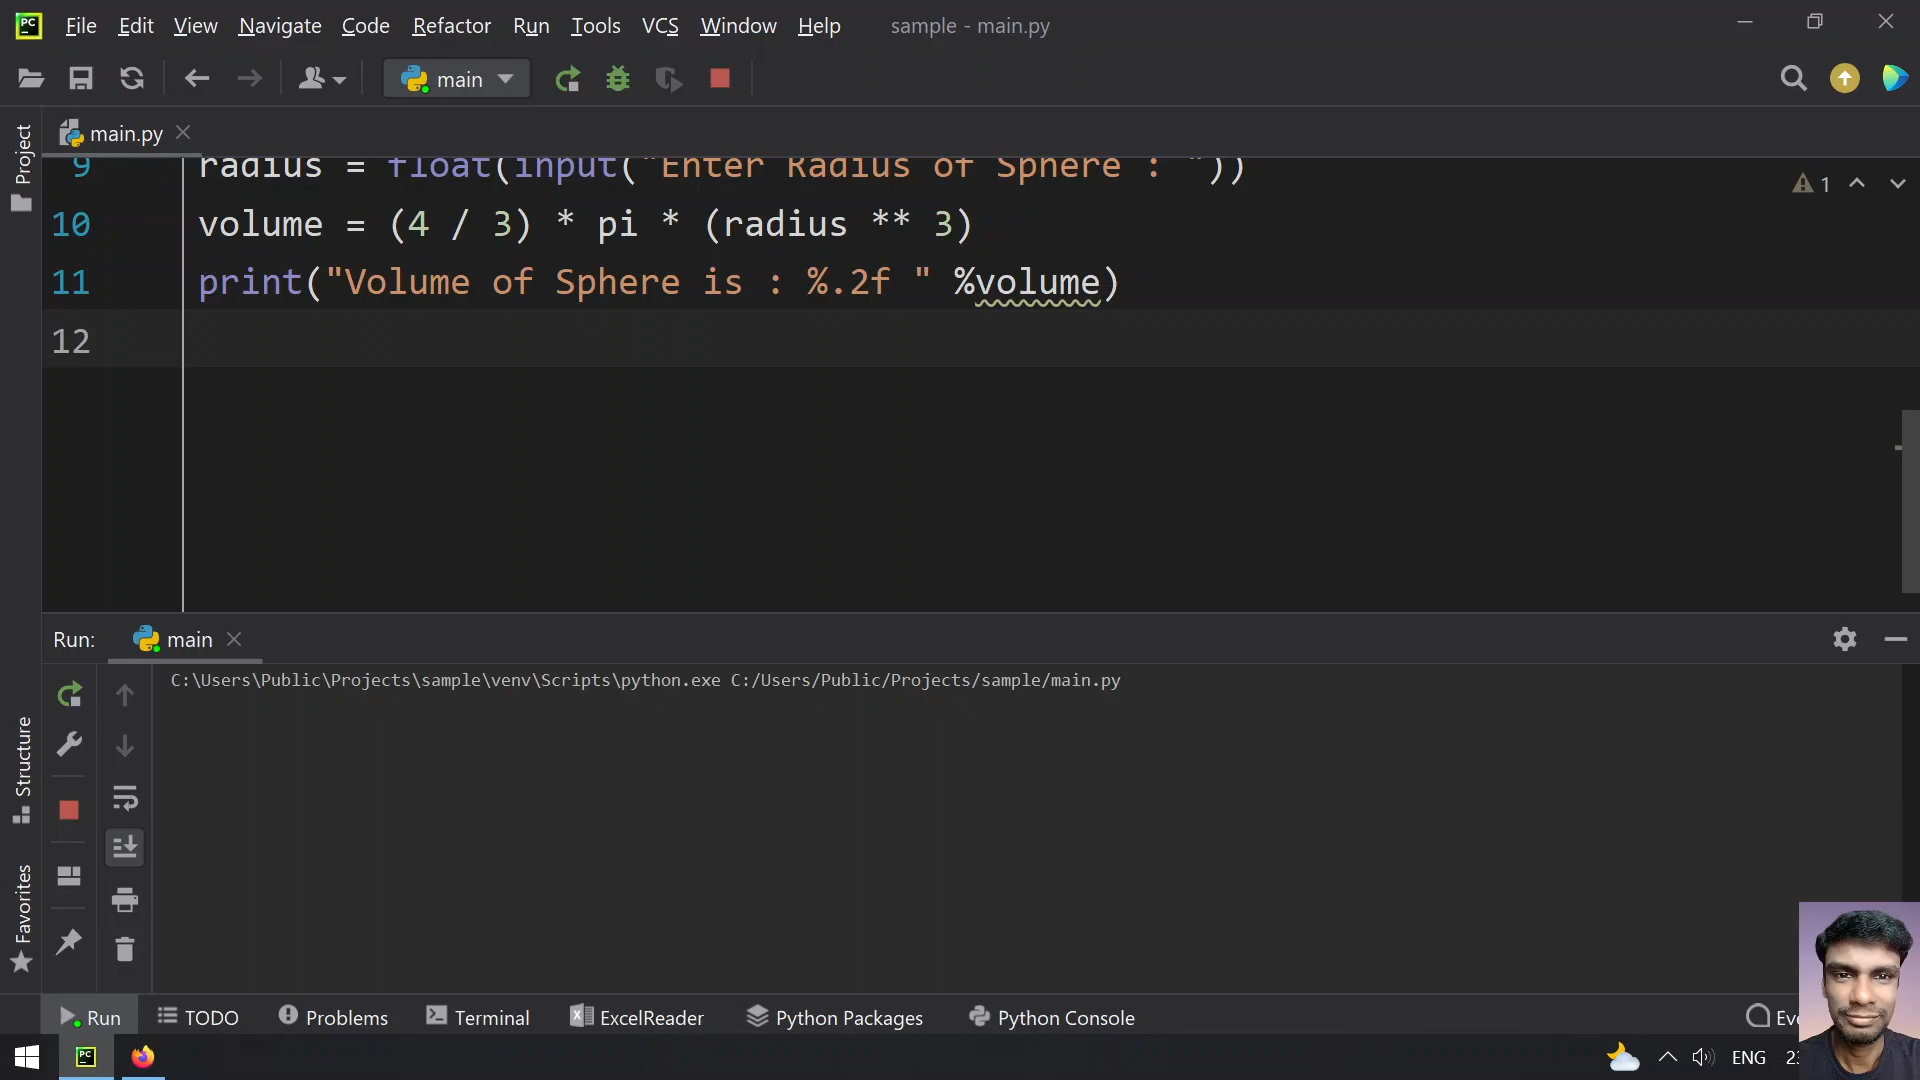 PC File Edit View Navigate Code Refactor Run Tools VCS Window Help sample - main.py
main
main.py
Project
9 radius = float(input("Enter Radius of Sphere : "))
1
10 volume = (4 / 3) * pi * (radius ** 3)
11 print("Volume of Sphere is : %.2f " %volume)
12
Run: main
C:\Users\Public\Projects\sample\venv\Scripts\python.exe C:/Users/Public/Projects/sample/main.py
Structure
Favorites
Run TODO Problems Terminal ExcelReader Python Packages Python Console
PC ENG